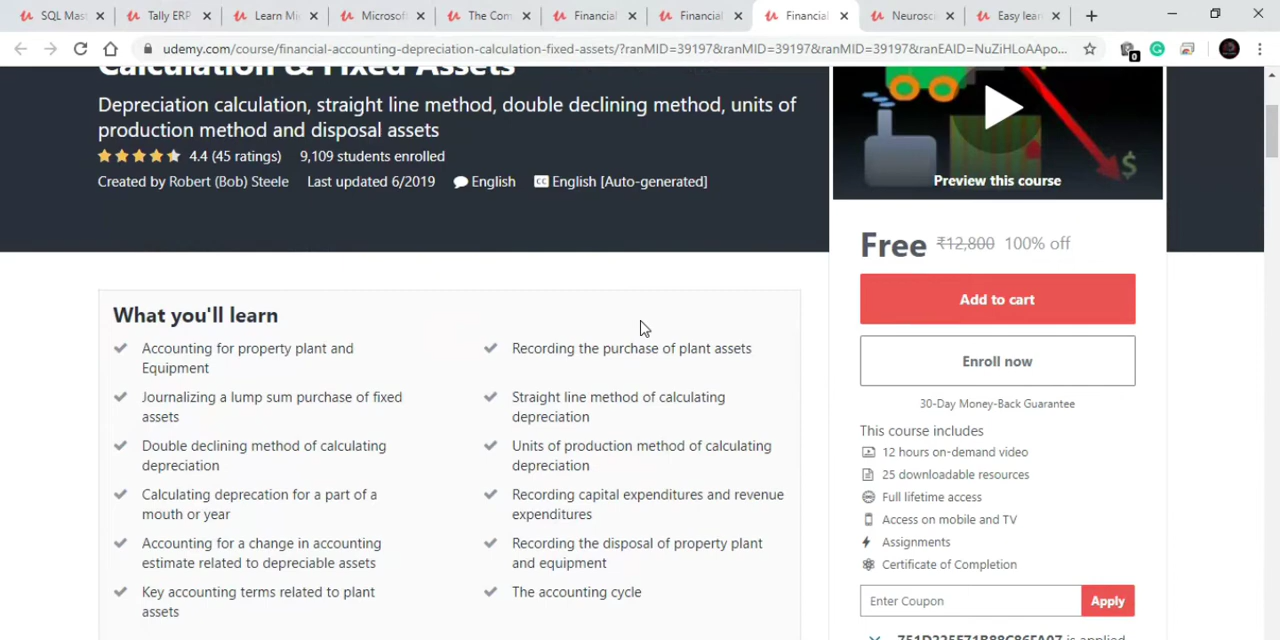 SQL Mast
Tally ERP
Learn Mi
Microsof
The Com
Financial
Financial
Financial
Neurosci
Easy lear
udemy.com/course/financial-accounting-depreciation-calculation-fixed-assets/?ranMID=39197&ranMID=39197&ranMID=39197&ranEAID=NuZiHLoAApo...
0
Calculation & Fixed Assets
Depreciation calculation, straight line method, double declining method, units of
production method and disposal assets
4.4 (45 ratings) 9,109 students enrolled
Created by Robert (Bob) Steele Last updated 6/2019 English CC English [Auto-generated]
$
Preview this course
Free ₹12,800 100% off
Add to cart
Enroll now
30-Day Money-Back Guarantee
This course includes
12 hours on-demand video
25 downloadable resources
Full lifetime access
Access on mobile and TV
Assignments
Certificate of Completion
Enter Coupon Apply
What you'll learn
Accounting for property plant and
Equipment
Recording the purchase of plant assets
Journalizing a lump sum purchase of fixed
assets
Straight line method of calculating
depreciation
Double declining method of calculating
depreciation
Units of production method of calculating
depreciation
Calculating deprecation for a part of a
mouth or year
Recording capital expenditures and revenue
expenditures
Accounting for a change in accounting
estimate related to depreciable assets
Recording the disposal of property plant
and equipment
Key accounting terms related to plant
assets
The accounting cycle
is applied